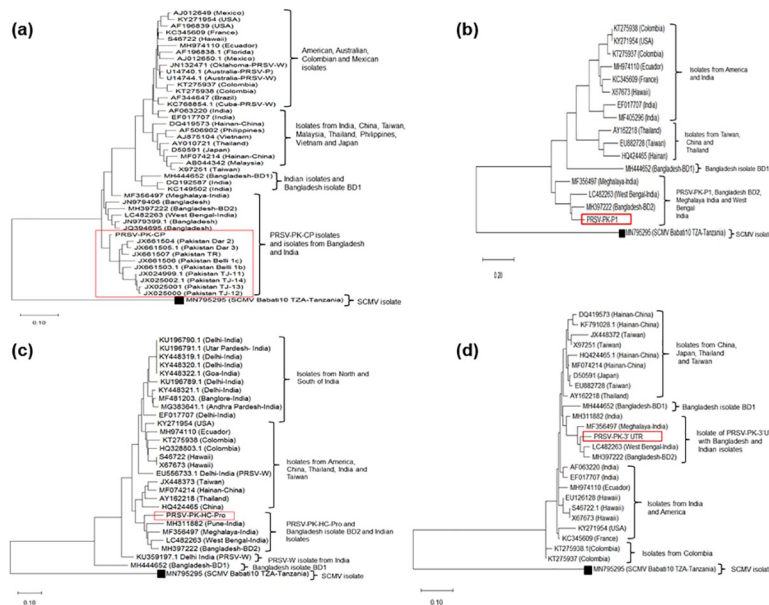 (a)
AJ012649 (Mexico)
KY271954 (USA)
AF196839 (USA)
KC345609 (France)
S46722 (Hawaii)
MH974110 (Ecuador)
AF196838.1 (Florida)
AJ012650.1 (Mexico)
JN132471 (Oklahoma-PRSV-W)
U14740.1 (Australia-PRSV-P)
U14744.1 (Australia-PRSV-W)
KT275937 (Colombia)
KT275938 (Colombia)
AF344647 (Brazil)
KC768854.1 (Cuba-PRSV-W)
American, Australian,
Colombian and Mexican
isolates
AF063220 (India)
EF017707 (India)
DQ419573 (Hainan-China)
AF506902 (Philippines)
AJ875104 (Vietnam)
AY010721 (Thailand)
D50591 (Japan)
MF074214 (Hainan-China)
AB044342 (Malaysia)
X97251 (Taiwan)
Isolates from India, China, Taiwan,
Malaysia, Thailand, Philippines,
Vietnam and Japan
MH444652 (Bangladesh-BD1)
DQ192587 (India)
KC149502 (India)
Indian isolates and
Bangladesh isolate BD1
MF356497 (Meghalaya-India)
JN979406 (Bangladesh)
MH397222 (Bangladesh-BD2)
LC482263 (West Bengal-India)
JN979399.1 (Bangladesh)
JQ394695 (Bangladesh)
PRSV-PK-CP
JX661504 (Pakistan Dar 2)
JX661505.1 (Pakistan Dar 3)
JX661507 (Pakistan TR)
JX661506 (Pakistan Belli 1c)
JX661503.1 (Pakistan Belli 1b)
JX024999.1 (Pakistan TJ-11)
JX025002.1 (Pakistan TJ-14)
JX025001 (Pakistan TJ-13)
JX025000 (Pakistan TJ-12)
PRSV-PK-CP isolates
and isolates from Bangladesh
and India
MN795295 (SCMV Babati10 TZA-Tanzania)
SCMV isolate
0.10
(b)
KT275938 (Colombia)
KY271954 (USA)
KT275937 (Colombia)
MH974110 (Ecuador)
KC345609 (France)
X67673 (Hawaii)
EF017707 (India)
MF405296 (India)
Isolates from America
and India
AY162218 (Thailand)
EU882728 (Taiwan)
HQ424465 (Hainan)
Isolates from Taiwan,
China and
Thailand
MH444652 (Bangladesh-BD1)
Bangladesh isolate BD1
MF356497 (Meghalaya-India)
LC482263 (West Bengal-India)
MH397222 (Bangladesh-BD2)
PRSV-PK-P1
PRSV-PK-P1, Bangladesh BD2,
Meghalaya India and West
Bengal
India
MN795295 (SCMV Babati10 TZA-Tanzania)
SCMV isolate
0.20
(c)
KU196790.1 (Delhi-India)
KU196791.1 (Utar Pardesh- India)
KY448319.1 (Delhi-India)
KY448320.1 (Delhi-India)
KY448322.1 (Goa-India)
KU196789.1 (Delhi-India)
KY448321.1 (Delhi-India)
MF481203. (Banglore-India)
MG383641.1 (Andhra Pardesh-India)
EF017707 (Delhi-India)
Isolates from North and
South of India
KY271954 (USA)
MH974110 (Ecuador)
KT275938 (Colombia)
HQ328803.1 (Colombia)
S46722 (Hawaii)
X67673 (Hawaii)
EU556733.1 Delhi-India (PRSV-W)
JX448373 (Taiwan)
MF074214 (Hainan-China)
AY162218 (Thailand)
HQ424465 (China)
Isolates from America,
China, Thailand, India and
Taiwan
PRSV-PK-HC-Pro
MH311882 (Pune-India)
MF356497 (Meghalaya-India)
LC482263 (West Bengal-India)
MH397222 (Bangladesh-BD2)
PRSV-PK-HC-Pro and
Bangladesh isolate BD2 and Indian
Isolates
KU359197.1 Delhi India (PRSV-W)
PRSV-W isolate from India
MH444652 (Bangladesh-BD1)
Bangladesh isolate BD1
MN795295 (SCMV Babati10 TZA-Tanzania)
SCMV isolate
0.10
(d)
DQ419573 (Hainan-China)
KF791028.1 (Hainan-China)
JX448372 (Taiwan)
X97251 (Taiwan)
HQ424465.1 (Hainan-China)
MF074214 (Hainan-China)
D50591 (Japan)
EU882728 (Taiwan)
AY162218 (Thailand)
Isolates from China,
Japan, Thailand
and Taiwan
MH444652 (Bangladesh-BD1)
Bangladesh isolate BD1
MH311882 (India)
MF356497 (Meghalaya-India)
PRSV-PK-3' UTR
LC482263 (West Bengal-India)
MH397222 (Bangladesh-BD2)
Isolate of PRSV-PK-3'U
with Bangladesh and
Indian isolates
AF063220 (India)
EF017707 (India)
MH974110 (Ecuador)
EU126128 (Hawaii)
S46722.1 (Hawaii)
X67673 (Hawaii)
KY271954 (USA)
KC345609 (France)
Isolates from India
and America
KT275938.1(Colombia)
KT275937 (Colombia)
Isolates from Colombia
MN795295 (SCMV Babati10 TZA-Tanzania)
SCMV isolate
0.10